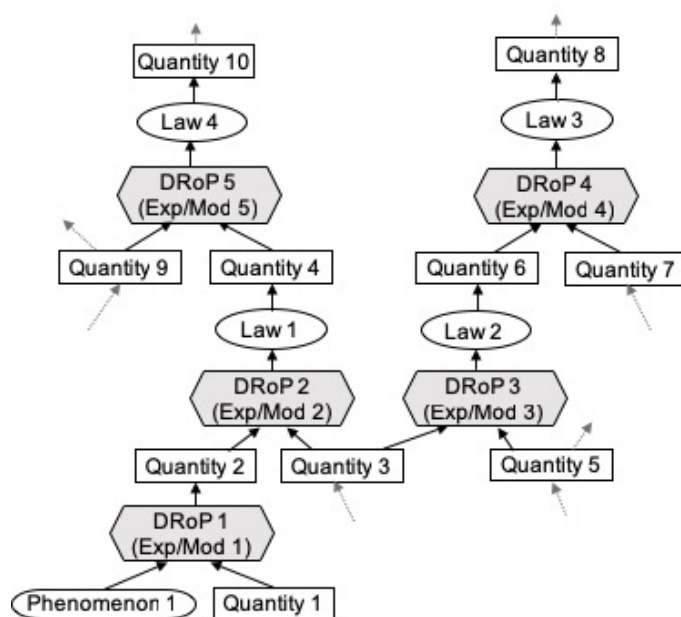 Quantity 10
Quantity 8
Law 4
Law 3
DRoP 5
(Exp/Mod 5)
DRoP 4
(Exp/Mod 4)
Quantity 9
Quantity 4
Quantity 6
Quantity 7
Law 1
Law 2
DRoP 2
(Exp/Mod 2)
DRoP 3
(Exp/Mod 3)
Quantity 2
Quantity 3
Quantity 5
DRoP 1
(Exp/Mod 1)
Phenomenon 1
Quantity 1